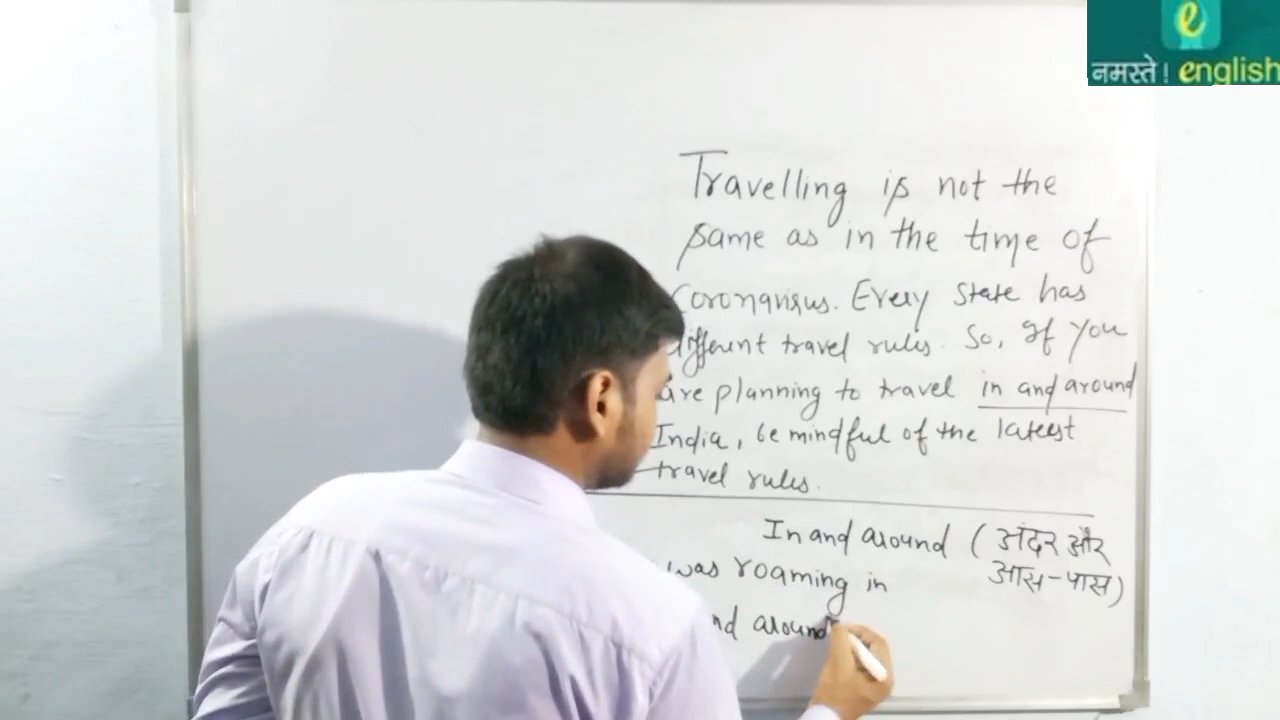 e
नमस्ते! english
Travelling is not the
same as in the time of
Coronavirus. Every state has
different travel rules. So, If you
are planning to travel in and around
India, be mindful of the latest
travel rules.
In and around (अंदर और
आस-पास)
was roaming in
nd around